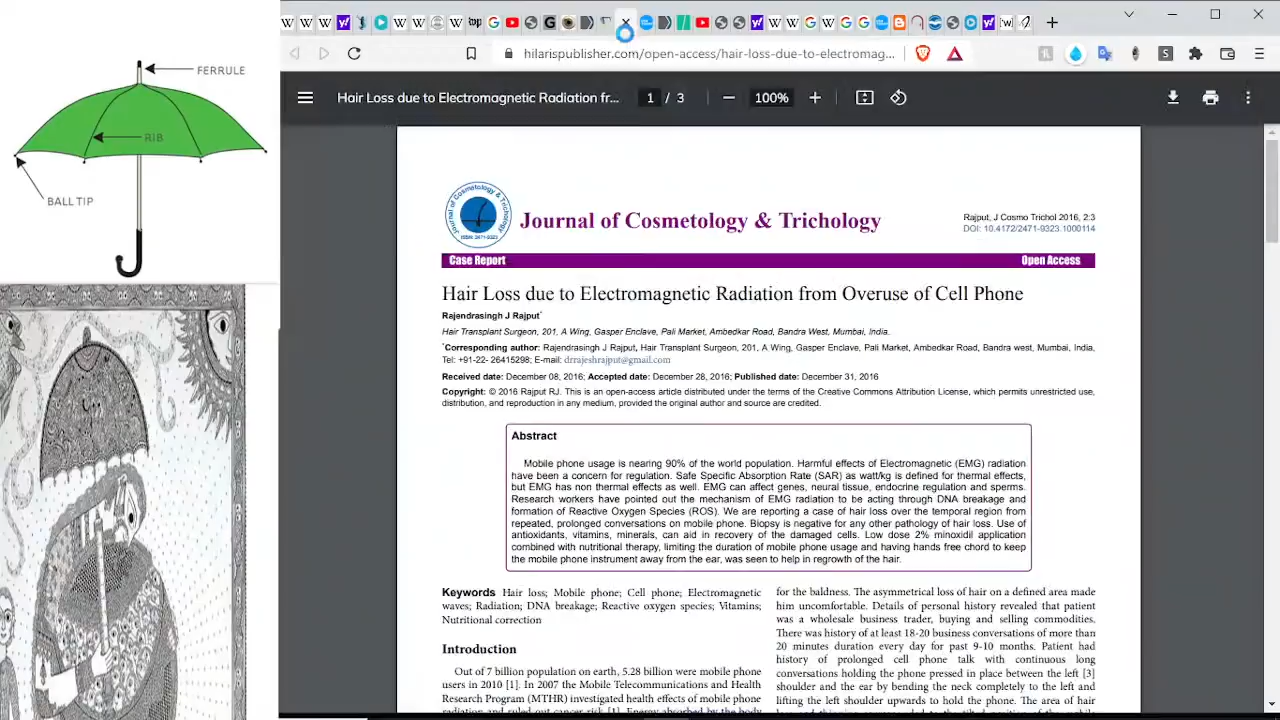 FERRULE
RIB
BALL TIP
hilarispublisher.com/open-access/hair-loss-due-to-electromag...
Hair Loss due to Electromagnetic Radiation fr...
1 / 3
100%
Journal of Cosmetology & Trichology
ISSN: 2471-9323
Journal of Cosmetology & Trichology
Rajput, J Cosmo Trichol 2016, 2:3
DOI: 10.4172/2471-9323.1000114
Case Report
Open Access
Hair Loss due to Electromagnetic Radiation from Overuse of Cell Phone
Rajendrasingh J Rajput*
Hair Transplant Surgeon, 201, A Wing, Gasper Enclave, Pali Market, Ambedkar Road, Bandra West, Mumbai, India.
*Corresponding author: Rajendrasingh J Rajput, Hair Transplant Surgeon, 201, A Wing, Gasper Enclave, Pali Market, Ambedkar Road, Bandra west, Mumbai, India,
Tel: +91-22- 26415298; E-mail: drrajeshrajput@gmail.com
Received date: December 08, 2016; Accepted date: December 28, 2016; Published date: December 31, 2016
Copyright: © 2016 Rajput RJ. This is an open-access article distributed under the terms of the Creative Commons Attribution License, which permits unrestricted use,
distribution, and reproduction in any medium, provided the original author and source are credited.
Abstract
Mobile phone usage is nearing 90% of the world population. Harmful effects of Electromagnetic (EMG) radiation
have been a concern for regulation. Safe Specific Absorption Rate (SAR) as watt/kg is defined for thermal effects,
but EMG has non thermal effects as well. EMG can affect genes, neural tissue, endocrine regulation and sperms.
Research workers have pointed out the mechanism of EMG radiation to be acting through DNA breakage and
formation of Reactive Oxygen Species (ROS). We are reporting a case of hair loss over the temporal region from
repeated, prolonged conversations on mobile phone. Biopsy is negative for any other pathology of hair loss. Use of
antioxidants, vitamins, minerals, can aid in recovery of the damaged cells. Low dose 2% minoxidil application
combined with nutritional therapy, limiting the duration of mobile phone usage and having hands free chord to keep
the mobile phone instrument away from the ear, was seen to help in regrowth of the hair.
Keywords Hair loss; Mobile phone; Cell phone; Electromagnetic
waves; Radiation; DNA breakage; Reactive oxygen species; Vitamins;
Nutritional correction
Introduction
Out of 7 billion population on earth, 5.28 billion were mobile phone
users in 2010 [1]. In 2007 the Mobile Telecommunications and Health
Research Program (MTHR) investigated health effects of mobile phone
radiation and ruled out cancer risk [1]. Energy absorbed by the body
for the baldness. The asymmetrical loss of hair on a defined area made
him uncomfortable. Details of personal history revealed that patient
was a wholesale business trader, buying and selling commodities.
There was history of at least 18-20 business conversations of more than
20 minutes duration every day for past 9-10 months. Patient had
history of prolonged cell phone talk with continuous long
conversations holding the phone pressed in place between the left [3]
shoulder and the ear by bending the neck completely to the left and
lifting the left shoulder upwards to hold the phone. The area of hair